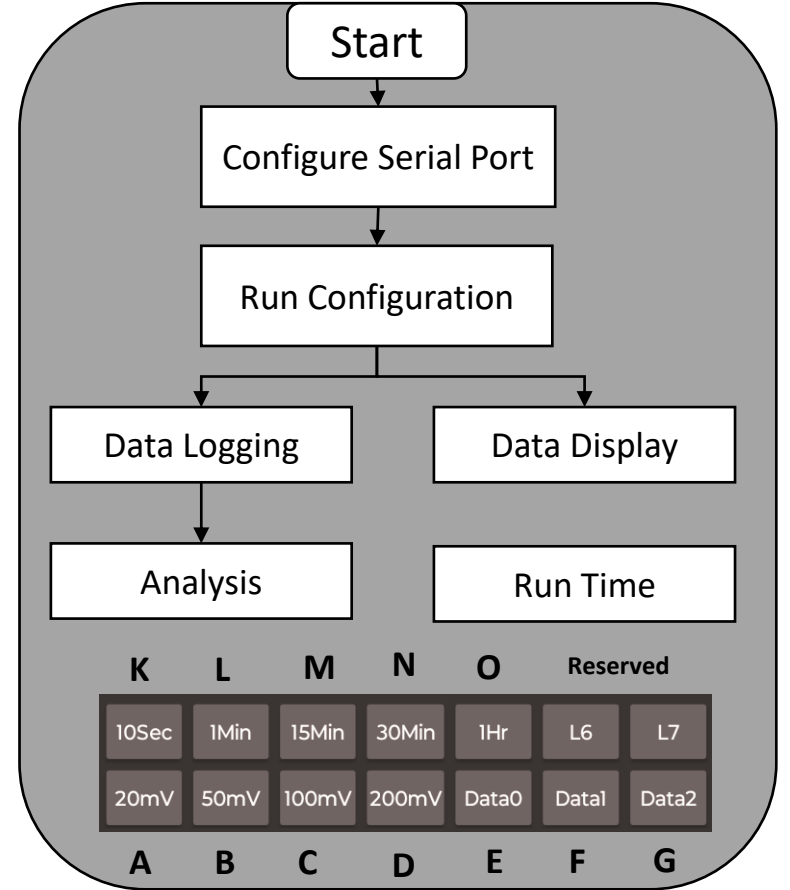 Start
Configure Serial Port
Run Configuration
Data Logging
Data Display
Analysis
Run Time
K L M N O Reserved
10Sec 1Min 15Min 30Min 1Hr L6 L7
20mV 50mV 100mV 200mV Data0 Data1 Data2
A B C D E F G